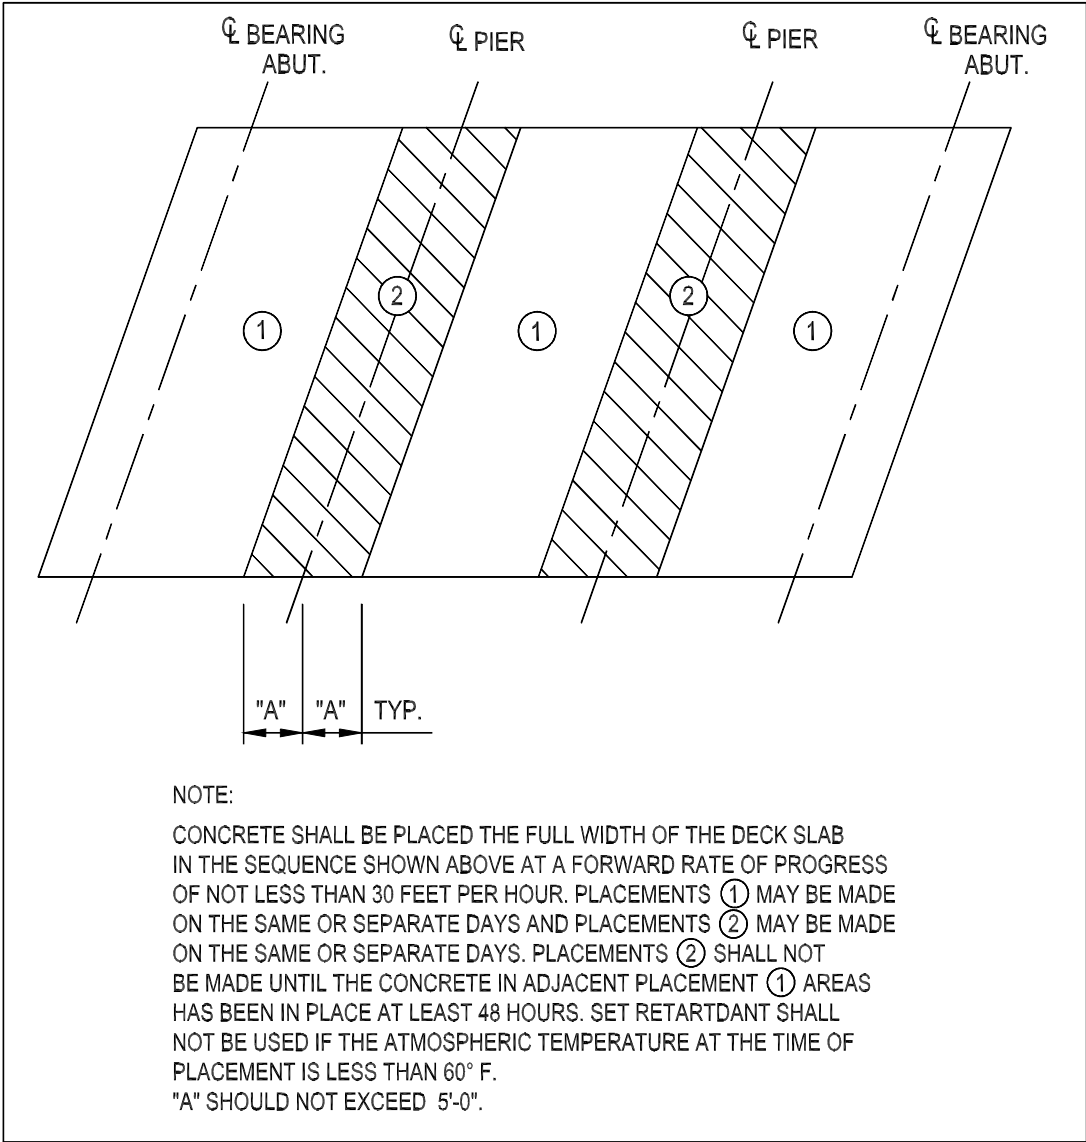 ℄ BEARING
ABUT.
℄ PIER
℄ PIER
℄ BEARING
ABUT.
2
2
1
1
1
"A"
"A"
TYP.
NOTE:
CONCRETE SHALL BE PLACED THE FULL WIDTH OF THE DECK SLAB
IN THE SEQUENCE SHOWN ABOVE AT A FORWARD RATE OF PROGRESS
OF NOT LESS THAN 30 FEET PER HOUR. PLACEMENTS 1 MAY BE MADE
ON THE SAME OR SEPARATE DAYS AND PLACEMENTS 2 MAY BE MADE
ON THE SAME OR SEPARATE DAYS. PLACEMENTS 2 SHALL NOT
BE MADE UNTIL THE CONCRETE IN ADJACENT PLACEMENT 1 AREAS
HAS BEEN IN PLACE AT LEAST 48 HOURS. SET RETARTDANT SHALL
NOT BE USED IF THE ATMOSPHERIC TEMPERATURE AT THE TIME OF
PLACEMENT IS LESS THAN 60° F.
"A" SHOULD NOT EXCEED 5'-0".